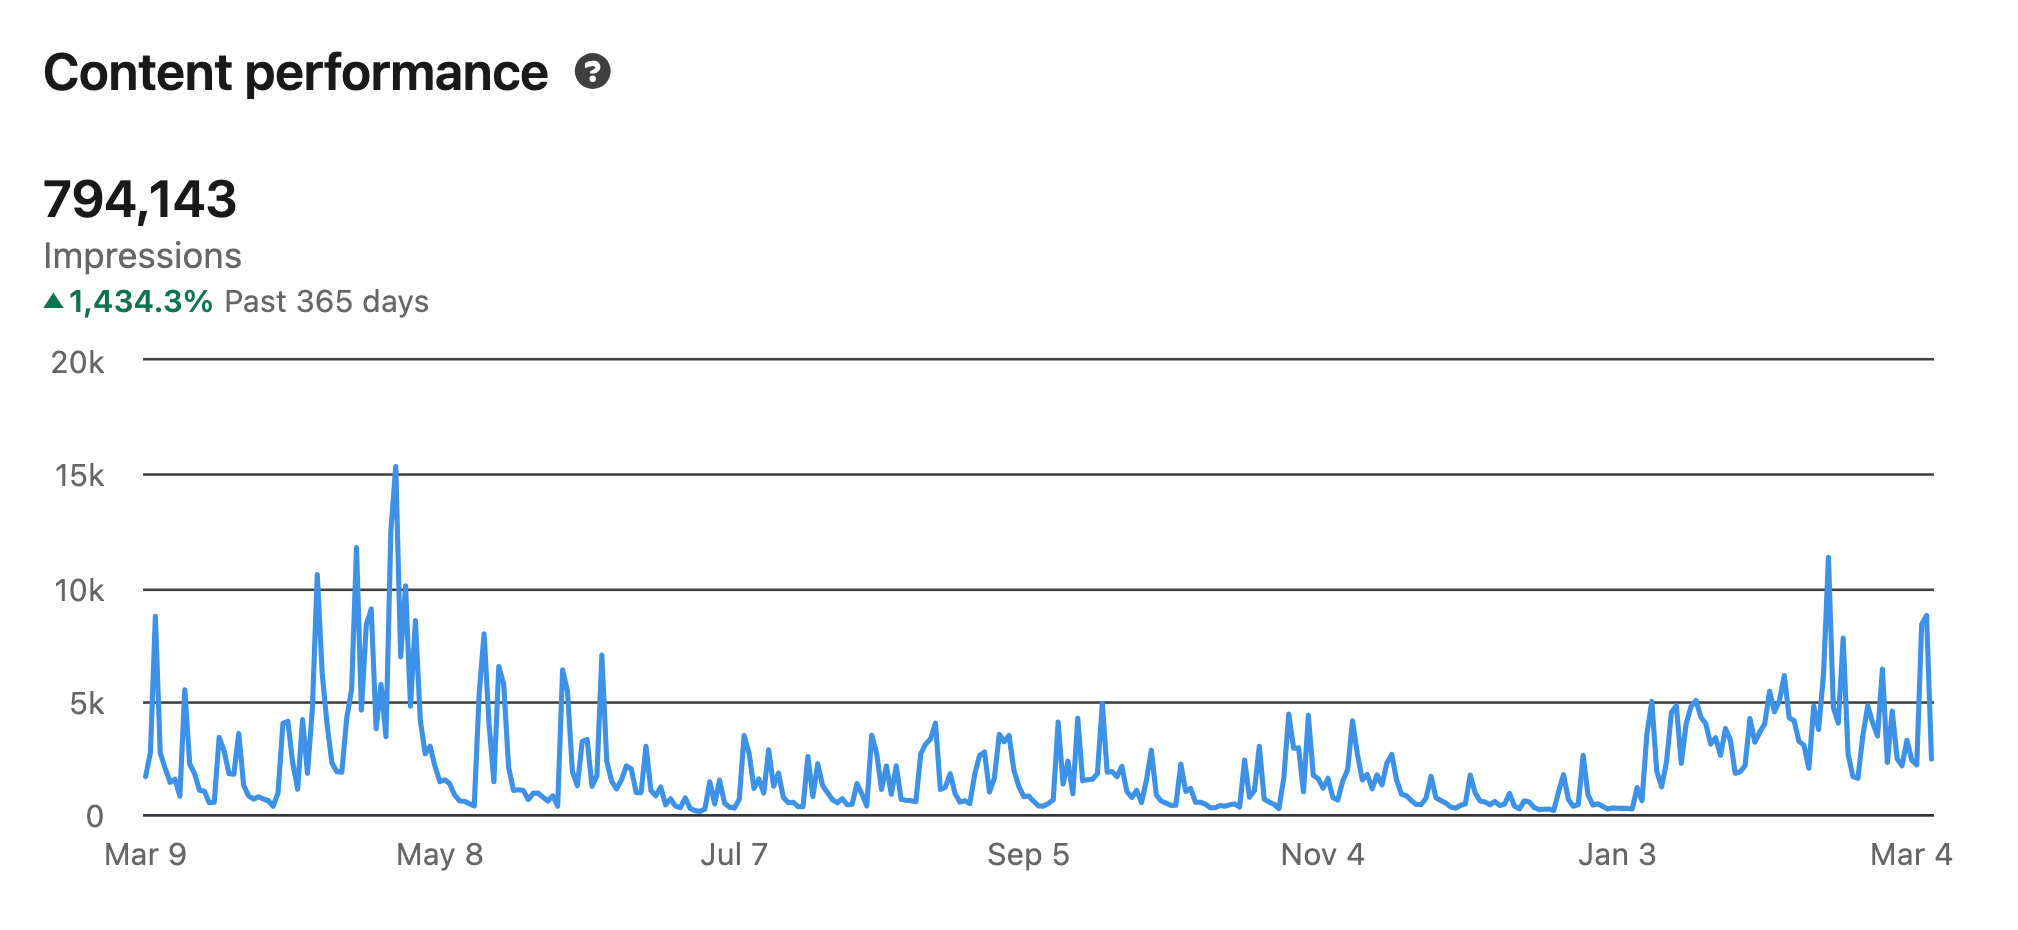 Content performance ?
794,143
Impressions
▲1,434.3% Past 365 days
20k
15k
10k
5k
0
Mar 9 May 8 Jul 7 Sep 5 Nov 4 Jan 3 Mar 4